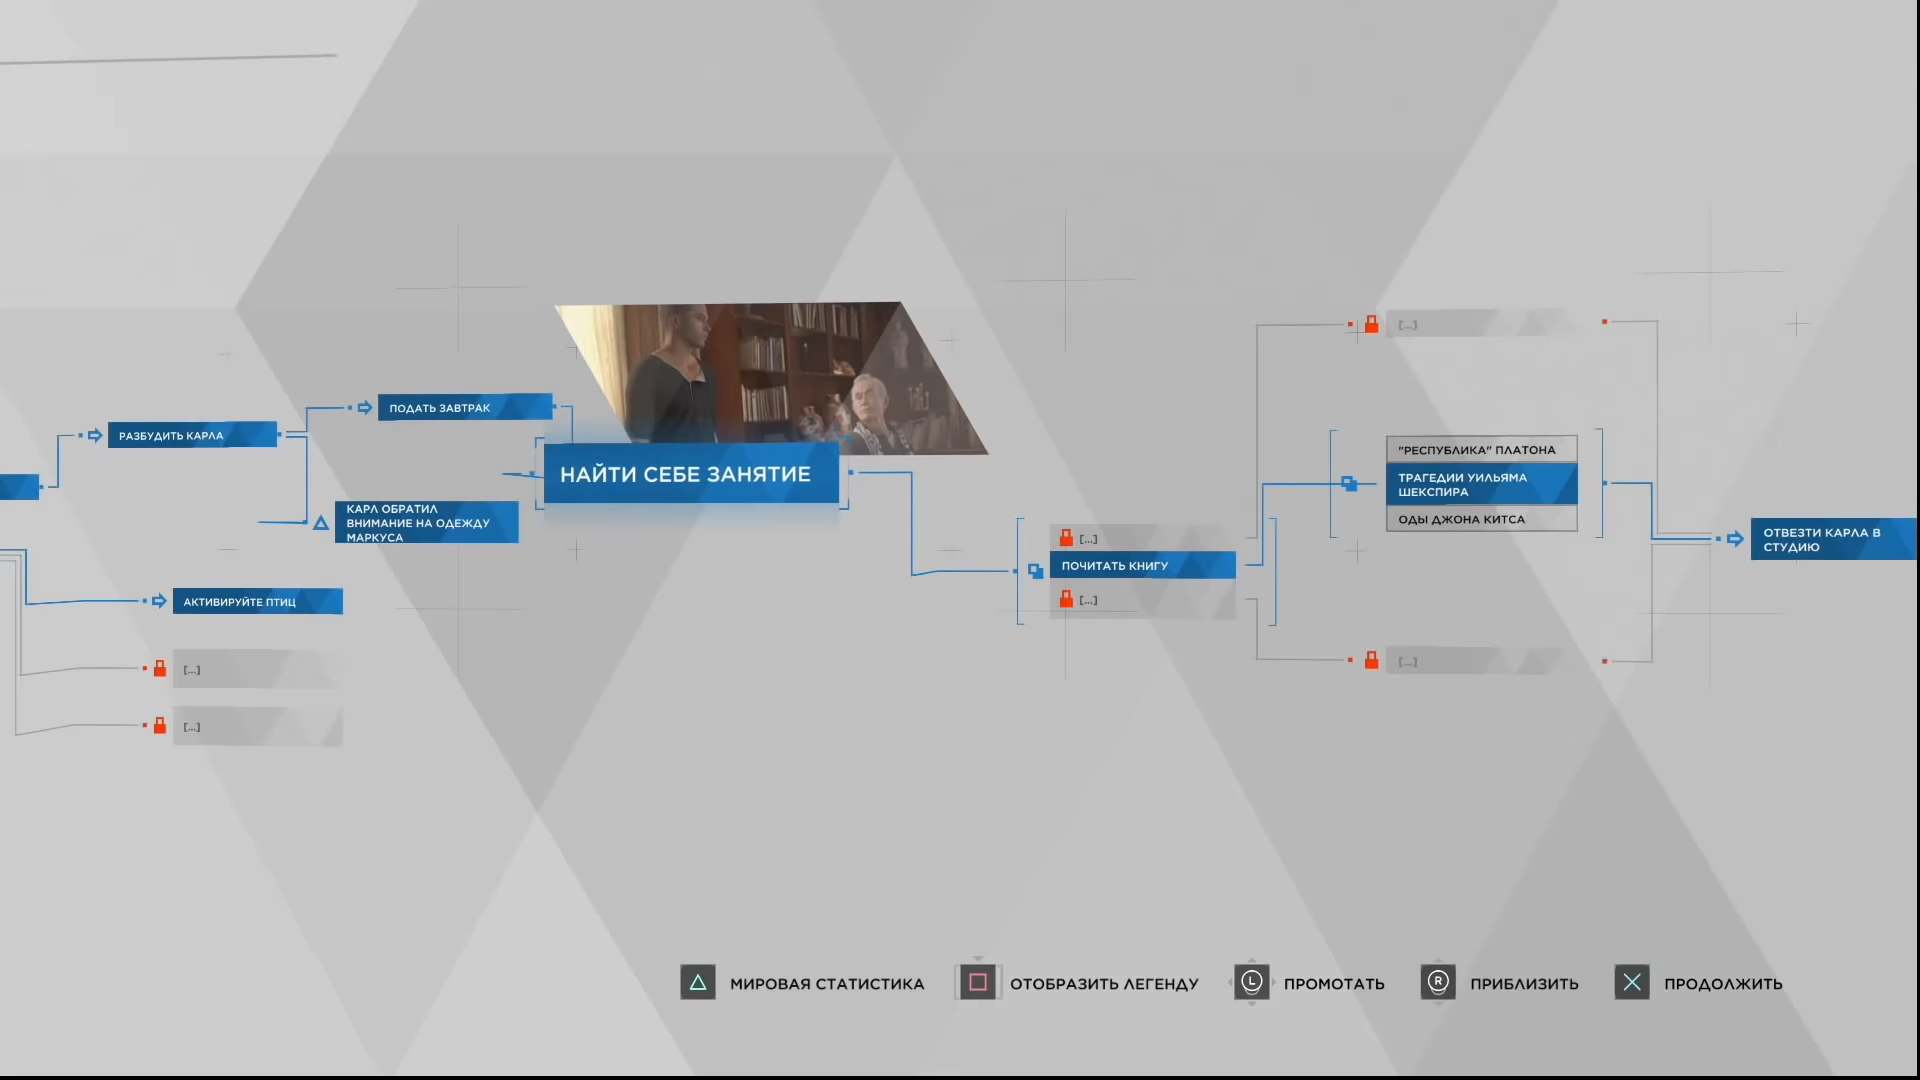 ПОДАТЬ ЗАВТРАК
РАЗБУДИТЬ КАРЛА
НАЙТИ СЕБЕ ЗАНЯТИЕ
КАРЛ ОБРАТИЛ
ВНИМАНИЕ НА ОДЕЖДУ
МАРКУСА
АКТИВИРУЙТЕ ПТИЦ
[...]
[...]
[...]
ПОЧИТАТЬ КНИГУ
[...]
[...]
"РЕСПУБЛИКА" ПЛАТОНА
ТРАГЕДИИ УИЛЬЯМА
ШЕКСПИРА
ОДЫ ДЖОНА КИТСА
[...]
ОТВЕЗТИ КАРЛА В
СТУДИЮ
МИРОВАЯ СТАТИСТИКА
ОТОБРАЗИТЬ ЛЕГЕНДУ
L ПРОМОТАТЬ
R ПРИБЛИЗИТЬ
ПРОДОЛЖИТЬ